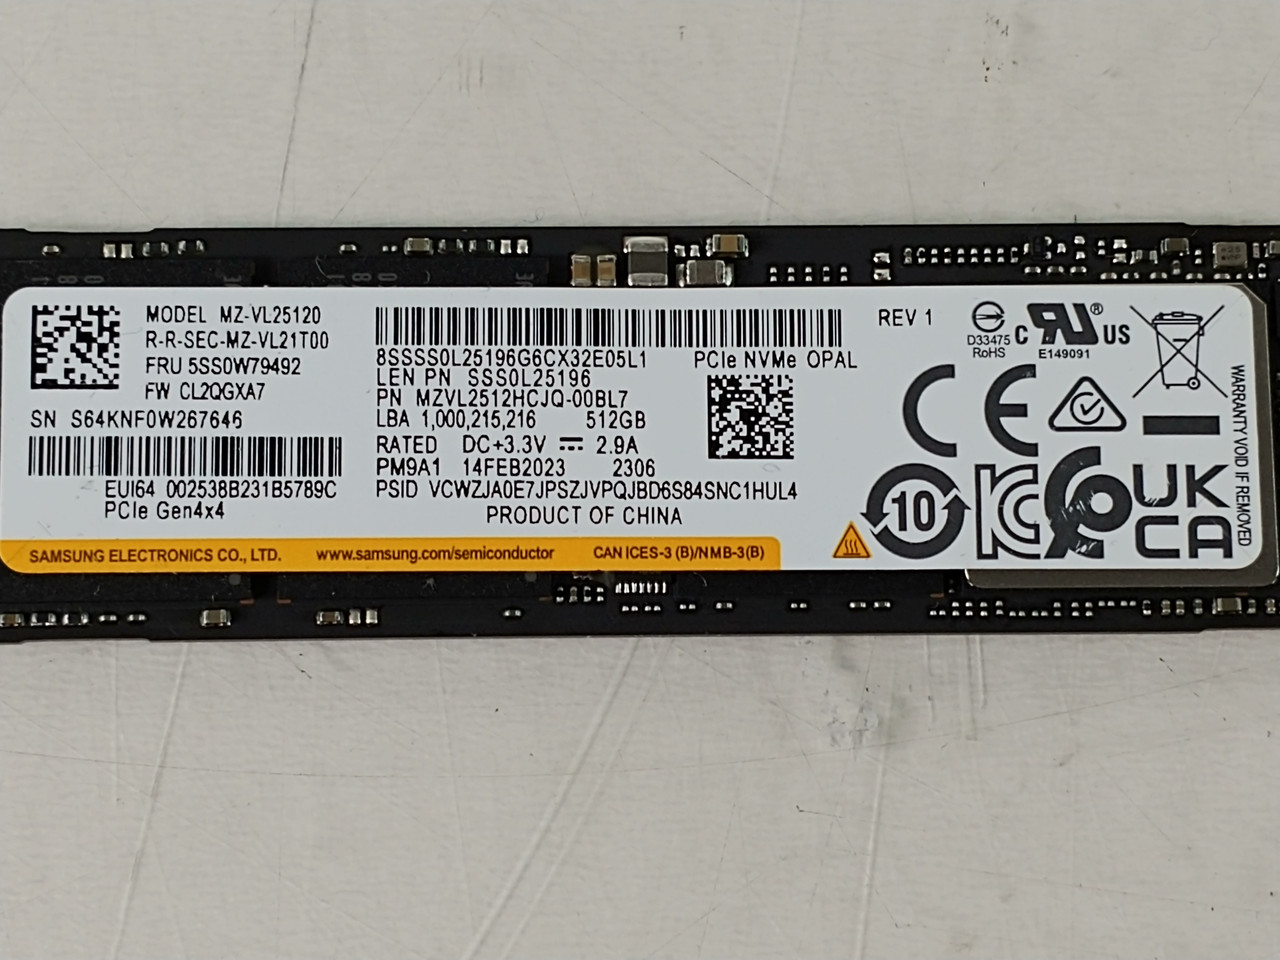 MODEL MZ-VL25120
R-R-SEC-MZ-VL21T00
FRU 5SS0W79492
FW CL2QGXA7
SN S64KNF0W267646
EUI64 002538B231B5789C
PCIe Gen4x4
8SSSS0L25196G6CX32E05L1
PCIe NVMe OPAL
LEN PN SSS0L25196
PN MZVL2512HCJQ-00BL7
LBA 1,000,215,216 512GB
RATED DC+3.3V 2.9A
PM9A1 14FEB2023 2306
PSID VCWZJA0E7JPSZJVPQJBD6S84SNC1HUL4
PRODUCT OF CHINA
REV 1
D33475
RoHS
C RU® US
E149091
CE
10
KC
UK
CA
WARRANTY VOID IF REMOVED
SAMSUNG ELECTRONICS CO., LTD. www.samsung.com/semiconductor CAN ICES-3 (B)/NMB-3(B)